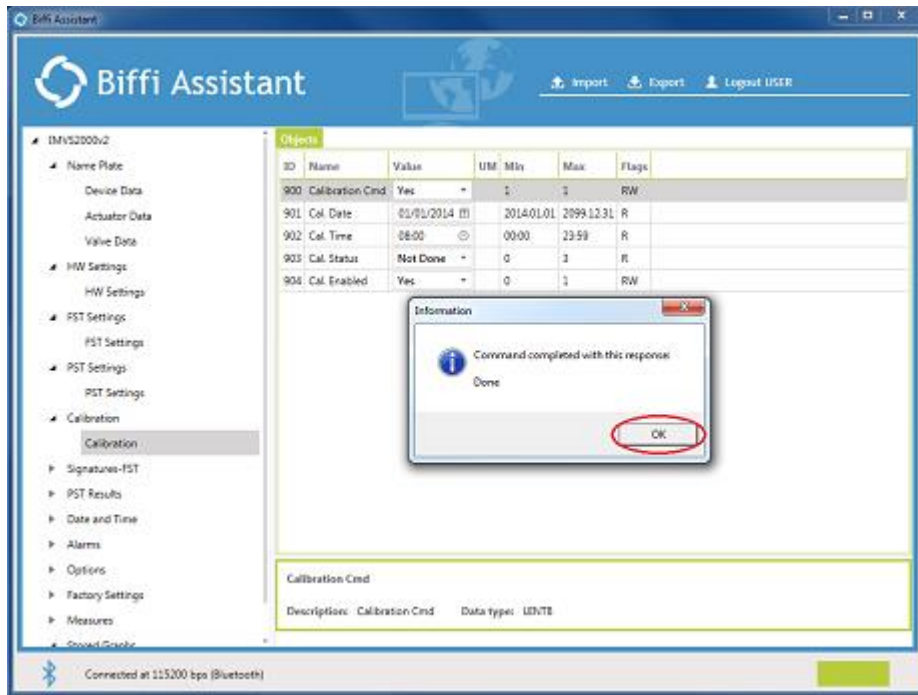 Biffi Assistant
Biffi Assistant
Import Export Logout USER
IMVS2000v2
Name Plate
Device Data
Actuator Data
Valve Data
HW Settings
HW Settings
FST Settings
FST Settings
PST Settings
PST Settings
Calibration
Calibration
Signatures-FST
PST Results
Date and Time
Alarms
Options
Factory Settings
Measures
Stored Graphs
Objects
ID Name Value UM Min Max Flags
900 Calibration Cmd Yes 1 1 RW
901 Cal. Date 01/01/2014 2014.01.01 2099.12.31 R
902 Cal. Time 08:00 00:00 23:59 R
903 Cal. Status Not Done 0 3 R
904 Cal. Enabled Yes 0 1 RW
Information
Command completed with this response:
Done
OK
Calibration Cmd
Description: Calibration Cmd Data type: UINT8
Connected at 115200 bps (Bluetooth)